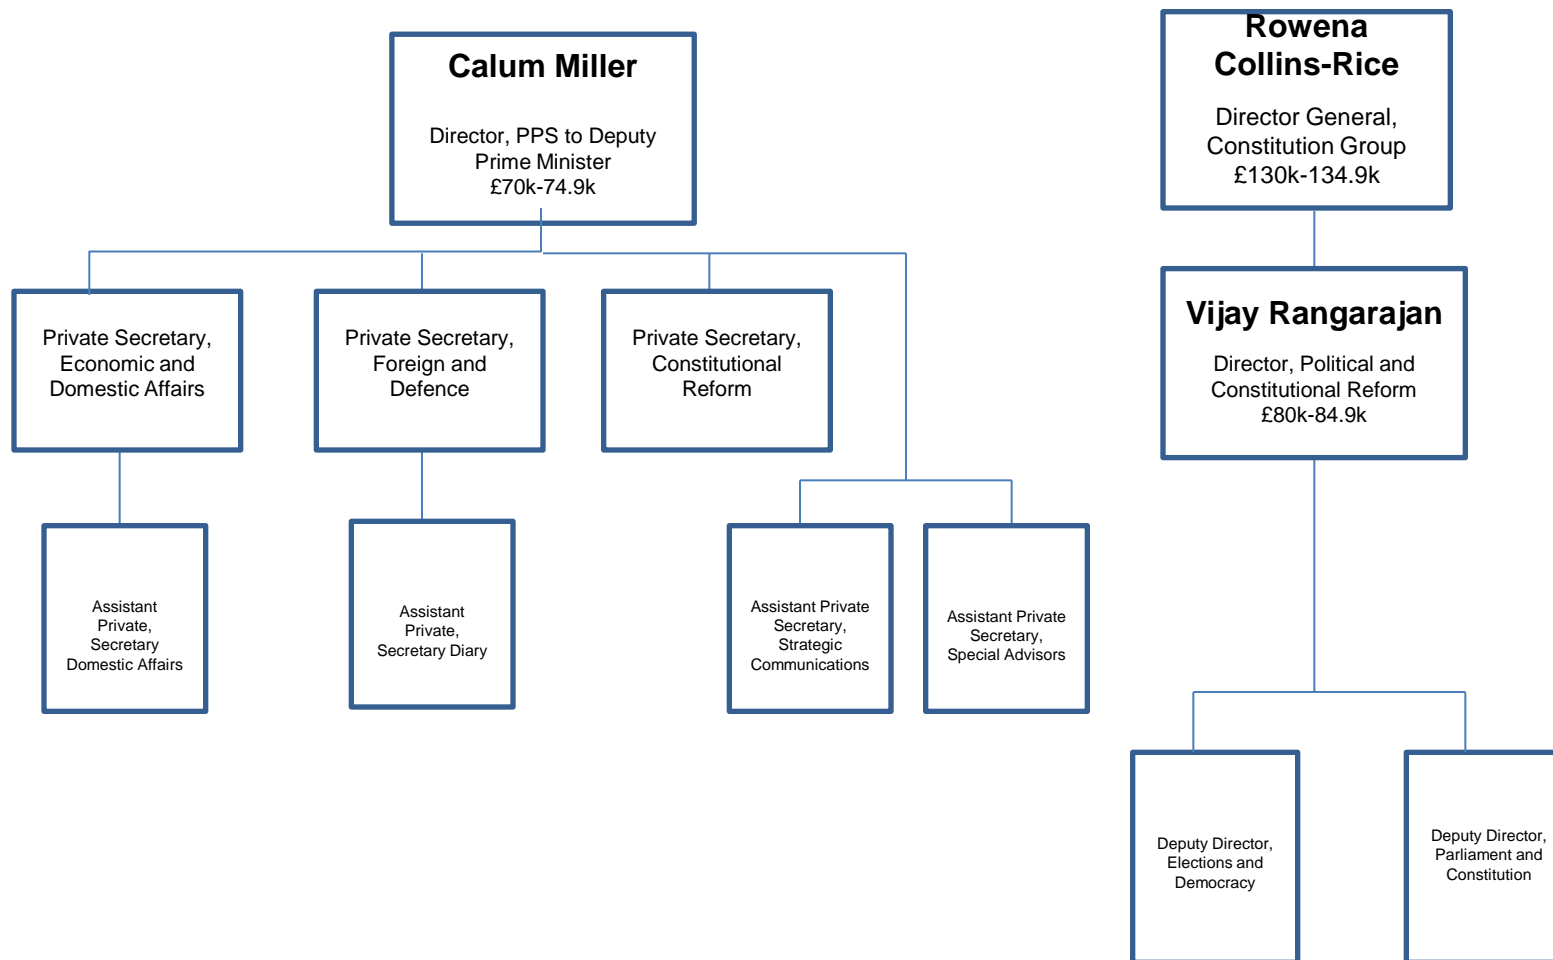 Calum Miller
Director, PPS to Deputy
Prime Minister
£70k-74.9k
Rowena
Collins-Rice
Director General,
Constitution Group
£130k-134.9k
Private Secretary,
Economic and
Domestic Affairs
Private Secretary,
Foreign and
Defence
Private Secretary,
Constitutional
Reform
Vijay Rangarajan
Director, Political and
Constitutional Reform
£80k-84.9k
Assistant
Private,
Secretary
Domestic Affairs
Assistant
Private,
Secretary Diary
Assistant Private
Secretary,
Strategic
Communications
Assistant Private
Secretary,
Special Advisors
Deputy Director,
Elections and
Democracy
Deputy Director,
Parliament and
Constitution